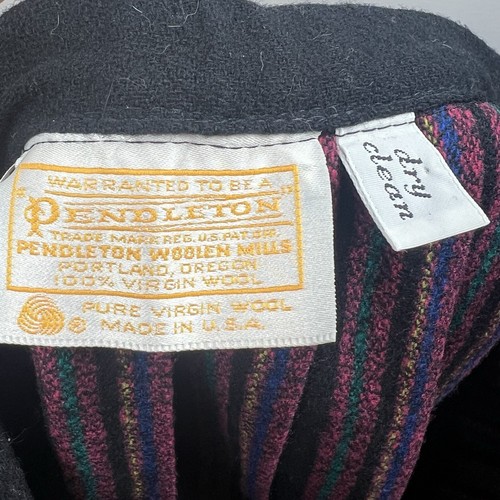 WARRANTED TO BE A
"PENDLETON"
TRADE MARK REG. U.S. PAT. OFF.
PENDLETON WOOLEN MILLS
PORTLAND, OREGON
100% VIRGIN WOOL
® PURE VIRGIN WOOL
MADE IN U.S.A.
dry
clean